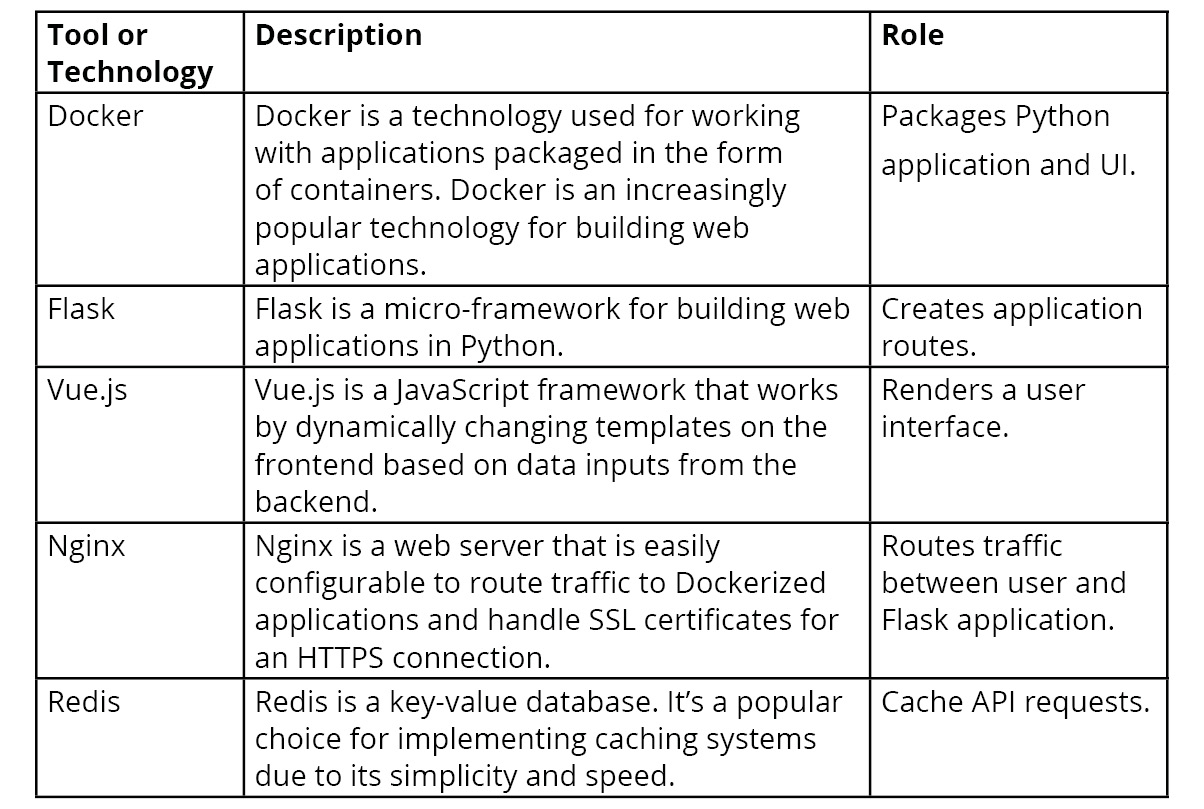 Tool or
Technology
Description
Role
Docker
Docker is a technology used for working
with applications packaged in the form
of containers. Docker is an increasingly
popular technology for building web
applications.
Packages Python
application and UI.
Flask
Flask is a micro-framework for building web
applications in Python.
Creates application
routes.
Vue.js
Vue.js is a JavaScript framework that works
by dynamically changing templates on the
frontend based on data inputs from the
backend.
Renders a user
interface.
Nginx
Nginx is a web server that is easily
configurable to route traffic to Dockerized
applications and handle SSL certificates for
an HTTPS connection.
Routes traffic
between user and
Flask application.
Redis
Redis is a key-value database. It’s a popular
choice for implementing caching systems
due to its simplicity and speed.
Cache API requests.